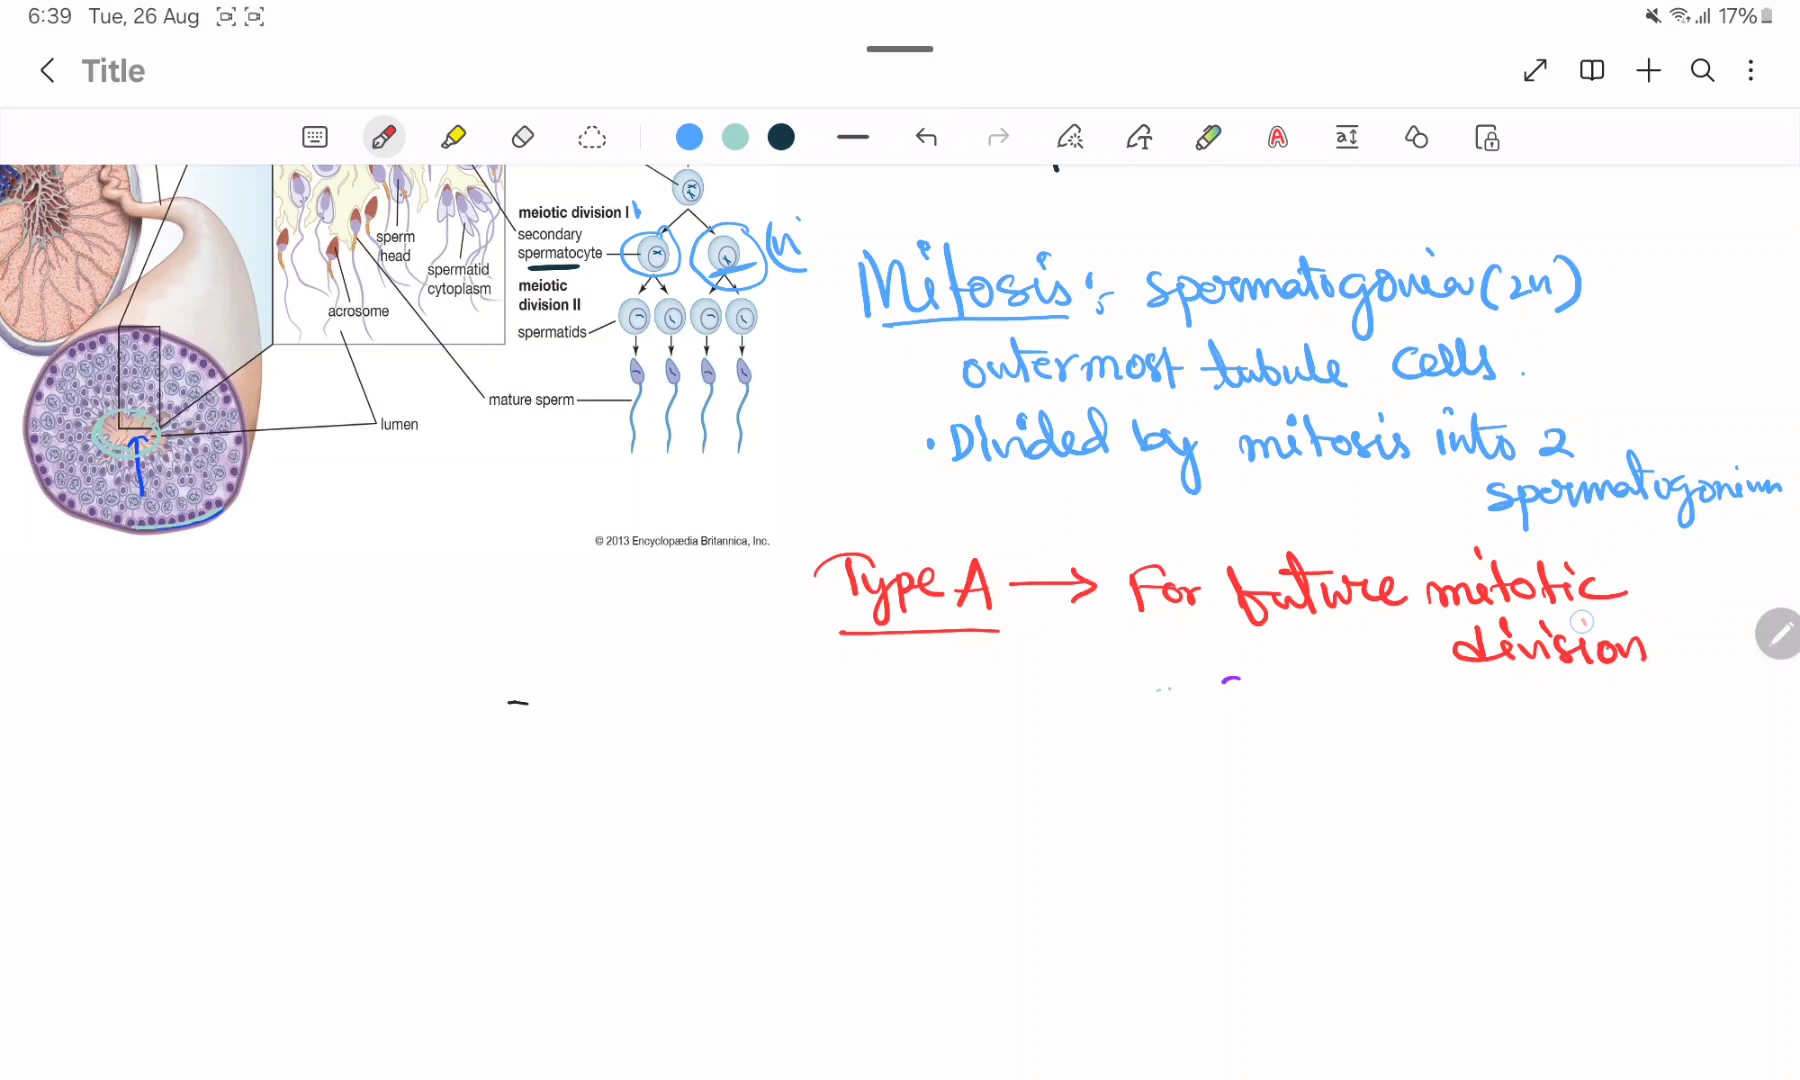 6:39 Tue, 26 Aug
17%
Title
meiotic division I
secondary
spermatocyte
(n
meiotic
division II
spermatids
sperm
head
spermatid
cytoplasm
acrosome
mature sperm
lumen
© 2013 Encyclopædia Britannica, Inc.
Mitosis :- spermatogonia (2n)
outermost tubule cells.
• Divided by mitosis into 2
spermatogonium
Type A → For future mitotic
division